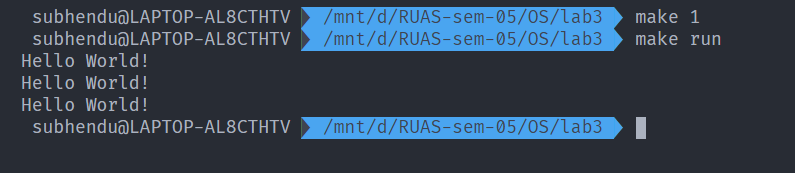 subhendu@LAPTOP-AL8CTHTV /mnt/d/RUAS-sem-05/OS/lab3 make 1
subhendu@LAPTOP-AL8CTHTV /mnt/d/RUAS-sem-05/OS/lab3 make run
Hello World!
Hello World!
Hello World!
subhendu@LAPTOP-AL8CTHTV /mnt/d/RUAS-sem-05/OS/lab3